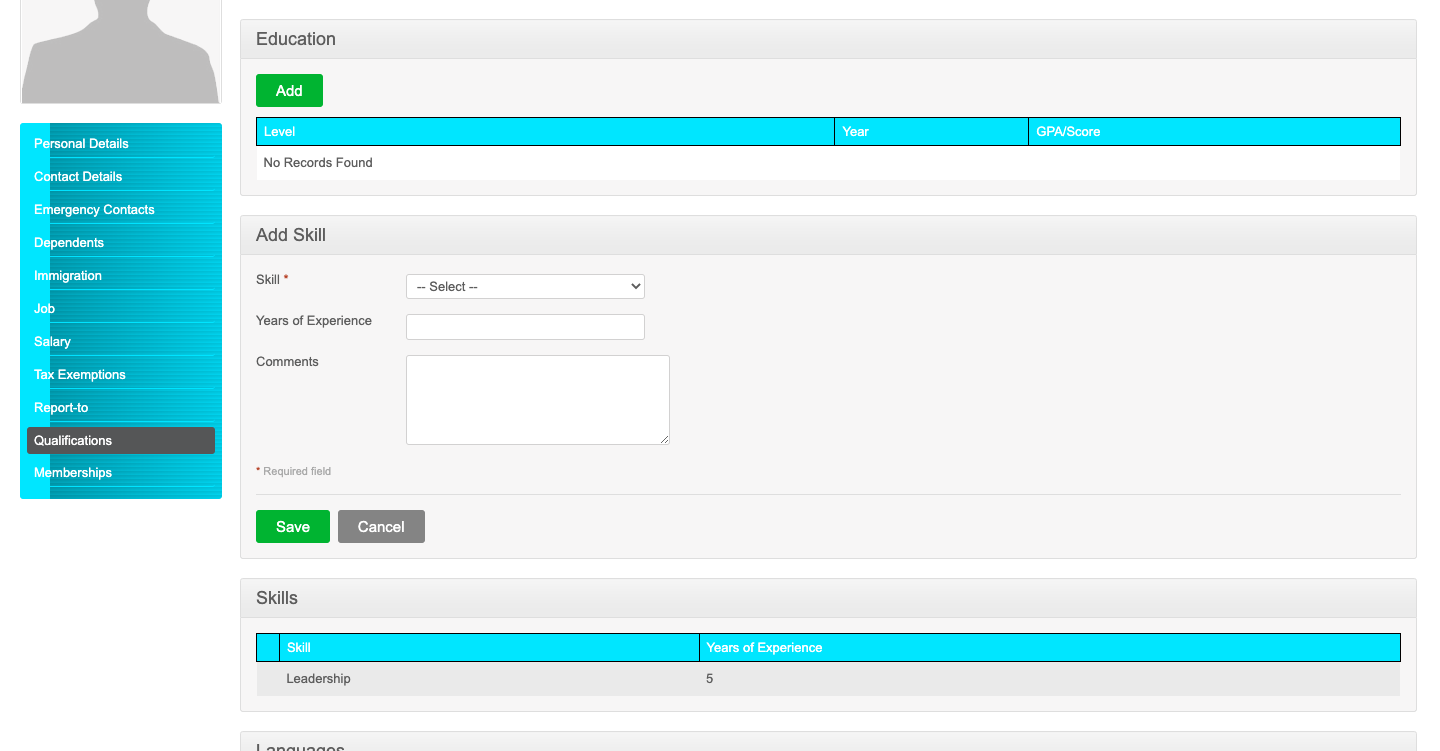 Personal Details
Contact Details
Emergency Contacts
Dependents
Immigration
Job
Salary
Tax Exemptions
Report-to
Qualifications
Memberships
Education
Add
Level Year GPA/Score
No Records Found
Add Skill
Skill *
-- Select --
Years of Experience
Comments
* Required field
Save Cancel
Skills
Skill Years of Experience
Leadership 5
Languages